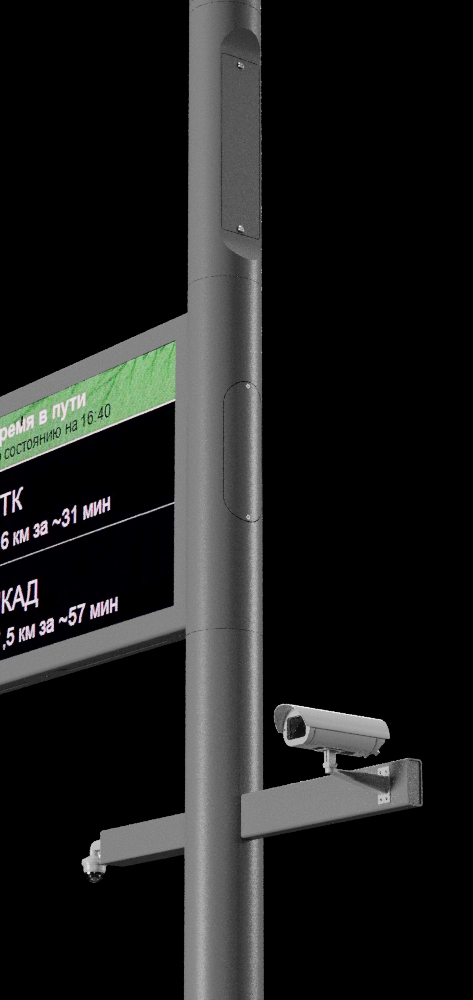 ремя в пути
о состоянию на 16:40
ТК
6 км за ~31 мин
КАД
,5 км за ~57 мин